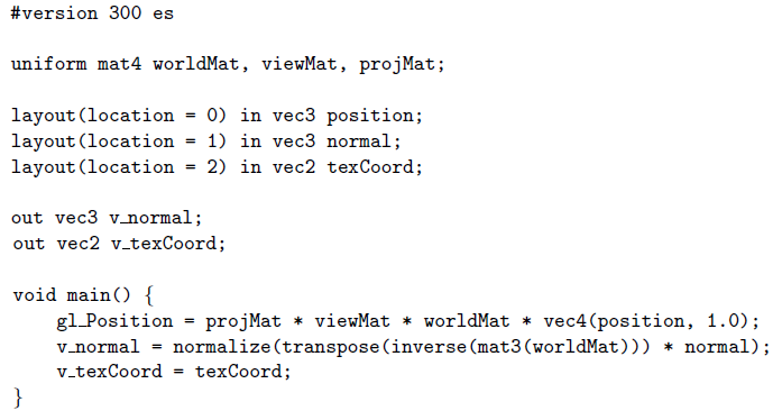 #version 300 es
uniform mat4 worldMat, viewMat, projMat;
layout(location = 0) in vec3 position;
layout(location = 1) in vec3 normal;
layout(location = 2) in vec2 texCoord;
out vec3 v_normal;
out vec2 v_texCoord;
void main() {
    gl_Position = projMat * viewMat * worldMat * vec4(position, 1.0);
    v_normal = normalize(transpose(inverse(mat3(worldMat))) * normal);
    v_texCoord = texCoord;
}